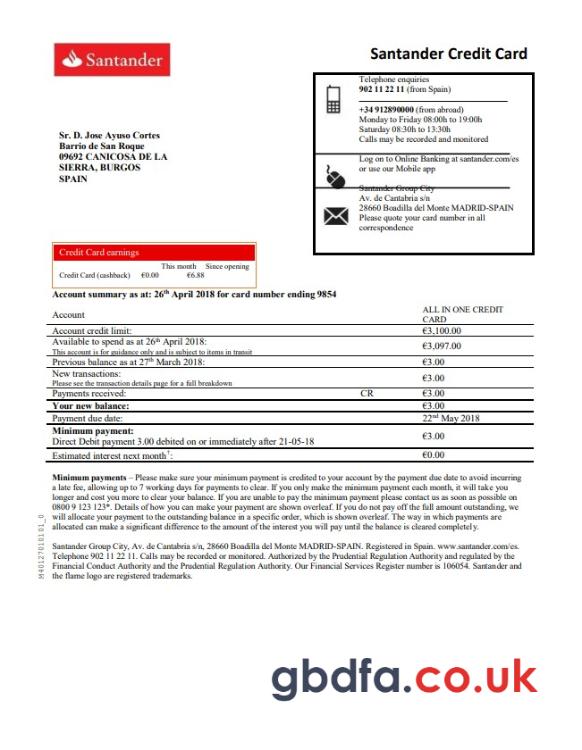 Santander
Santander Credit Card
Telephone enquiries
902 11 22 11 (from Spain)
+34 912890000 (from abroad)
Monday to Friday 08:00h to 19:00h
Saturday 08:30h to 13:30h
Calls may be recorded and monitored
Log on to Online Banking at santander.com/es
or use our Mobile app
Santander Group City
Av. de Cantabria s/n
28660 Boadilla del Monte MADRID-SPAIN
Please quote your card number in all
correspondence
Sr. D. Jose Ayuso Cortes
Barrio de San Roque
09692 CANICOSA DE LA
SIERRA, BURGOS
SPAIN
Credit Card earnings
This month Since opening
Credit Card (cashback) €0.00 €6.88
Account summary as at: 26th April 2018 for card number ending 9854
Account ALL IN ONE CREDIT
CARD
Account credit limit: €3,100.00
Available to spend as at 26th April 2018: €3,097.00
This account is for guidance only and is subject to items in transit
Previous balance as at 27th March 2018: €3.00
New transactions: €3.00
Please see the transaction details page for a full breakdown
Payments received: CR €3.00
Your new balance: €3.00
Payment due date: 22nd May 2018
Minimum payment: €3.00
Direct Debit payment 3.00 debited on or immediately after 21-05-18
Estimated interest next month†: €0.00
Minimum payments – Please make sure your minimum payment is credited to your account by the payment due date to avoid incurring
a late fee, allowing up to 7 working days for payments to clear. If you only make the minimum payment each month, it will take you
longer and cost you more to clear your balance. If you are unable to pay the minimum payment please contact us as soon as possible on
0800 9 123 123*. Details of how you can make your payment are shown overleaf. If you do not pay off the full amount outstanding, we
will allocate your payment to the outstanding balance in a specific order, which is shown overleaf. The way in which payments are
allocated can make a significant difference to the amount of the interest you will pay until the balance is cleared completely.
Santander Group City, Av. de Cantabria s/n, 28660 Boadilla del Monte MADRID-SPAIN. Registered in Spain. www.santander.com/es.
Telephone 902 11 22 11. Calls may be recorded or monitored. Authorized by the Prudential Regulation Authority and regulated by the
Financial Conduct Authority and the Prudential Regulation Authority. Our Financial Services Register number is 106054. Santander and
the flame logo are registered trademarks.
gbdfa.co.uk